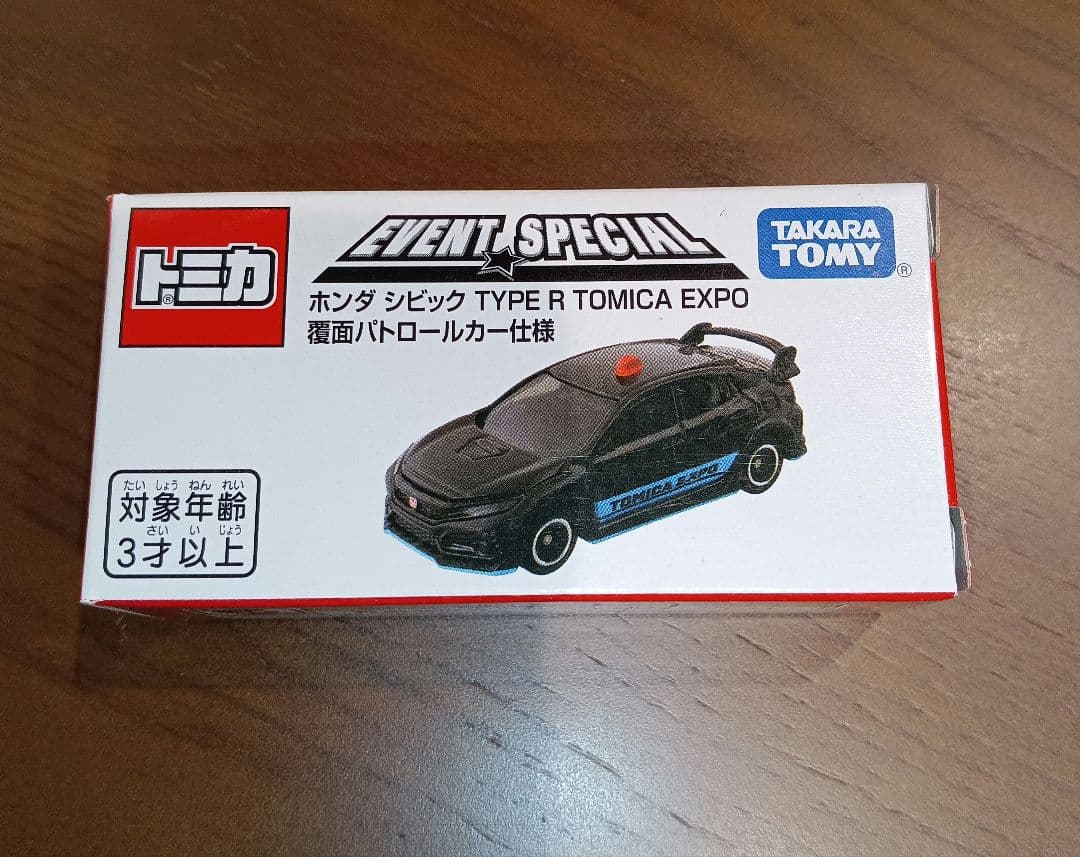 トミカ
®
EVENT SPECIAL
TAKARA
TOMY
®
ホンダ シビック TYPE R TOMICA EXPO
覆面パトロールカー仕様
TOMICA EXPO
たい しょう ねん れい
対象年齢
さい い じょう
3才以上